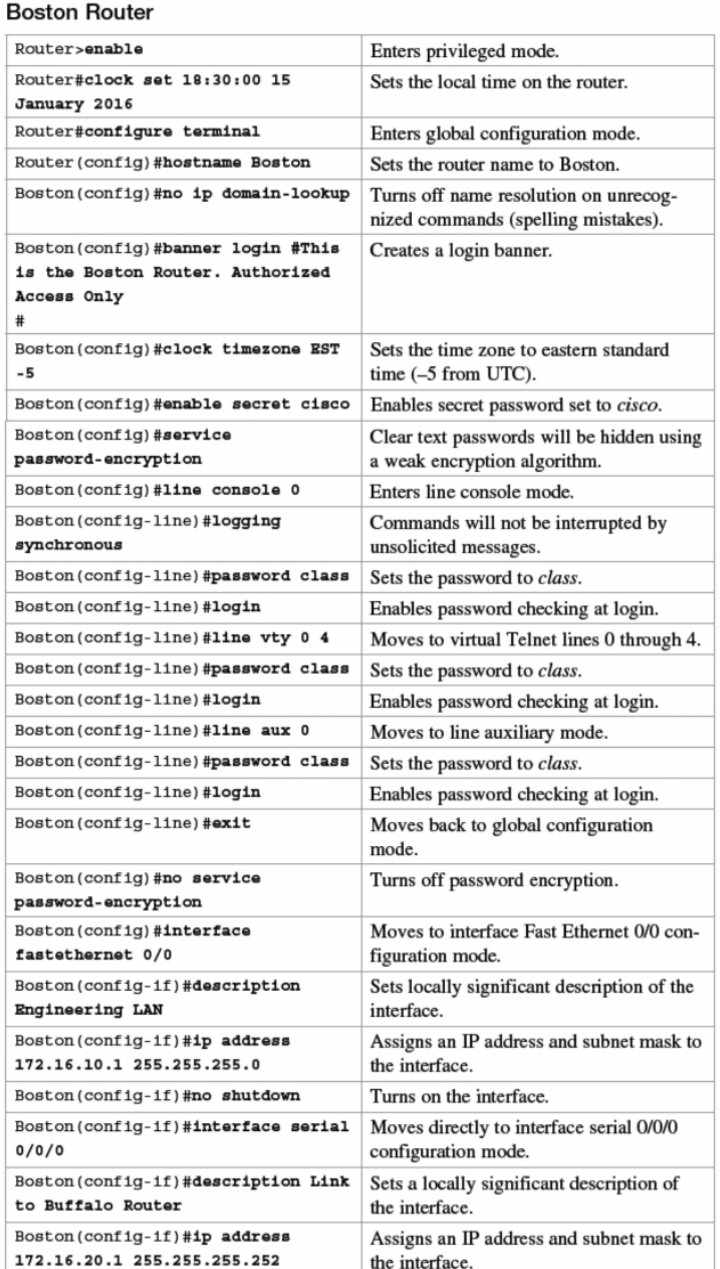 Boston Router
Router>enable
Enters privileged mode.
Router#clock set 18:30:00 15
January 2016
Sets the local time on the router.
Router#configure terminal
Enters global configuration mode.
Router(config)#hostname Boston
Sets the router name to Boston.
Boston(config)#no ip domain-lookup
Turns off name resolution on unrecog-
nized commands (spelling mistakes).
Boston(config)#banner login #This
is the Boston Router. Authorized
Access Only
#
Creates a login banner.
Boston(config)#clock timezone EST
-5
Sets the time zone to eastern standard
time (–5 from UTC).
Boston(config)#enable secret cisco
Enables secret password set to cisco.
Boston(config)#service
password-encryption
Clear text passwords will be hidden using
a weak encryption algorithm.
Boston(config)#line console 0
Enters line console mode.
Boston(config-line)#logging
synchronous
Commands will not be interrupted by
unsolicited messages.
Boston(config-line)#password class
Sets the password to class.
Boston(config-line)#login
Enables password checking at login.
Boston(config-line)#line vty 0 4
Moves to virtual Telnet lines 0 through 4.
Boston(config-line)#password class
Sets the password to class.
Boston(config-line)#login
Enables password checking at login.
Boston(config-line)#line aux 0
Moves to line auxiliary mode.
Boston(config-line)#password class
Sets the password to class.
Boston(config-line)#login
Enables password checking at login.
Boston(config-line)#exit
Moves back to global configuration
mode.
Boston(config)#no service
password-encryption
Turns off password encryption.
Boston(config)#interface
fastethernet 0/0
Moves to interface Fast Ethernet 0/0 con-
figuration mode.
Boston(config-if)#description
Engineering LAN
Sets locally significant description of the
interface.
Boston(config-if)#ip address
172.16.10.1 255.255.255.0
Assigns an IP address and subnet mask to
the interface.
Boston(config-if)#no shutdown
Turns on the interface.
Boston(config-if)#interface serial
0/0/0
Moves directly to interface serial 0/0/0
configuration mode.
Boston(config-if)#description Link
to Buffalo Router
Sets a locally significant description of
the interface.
Boston(config-if)#ip address
172.16.20.1 255.255.255.252
Assigns an IP address and subnet mask to
the interface.